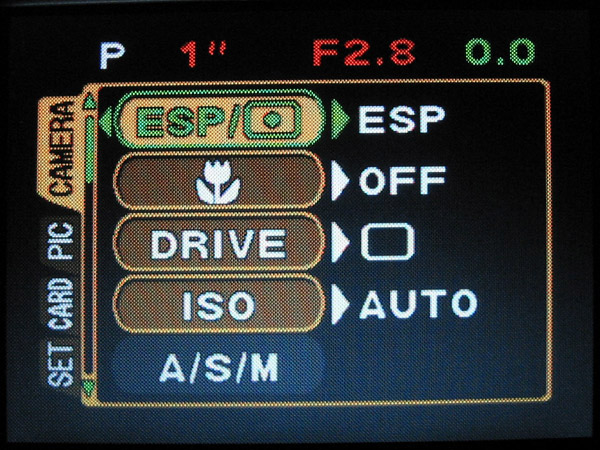 P 1" F2.8 0.0
CAMERA
PIC
CARD
SET
ESP/ ESP
OFF
DRIVE
ISO AUTO
A/S/M